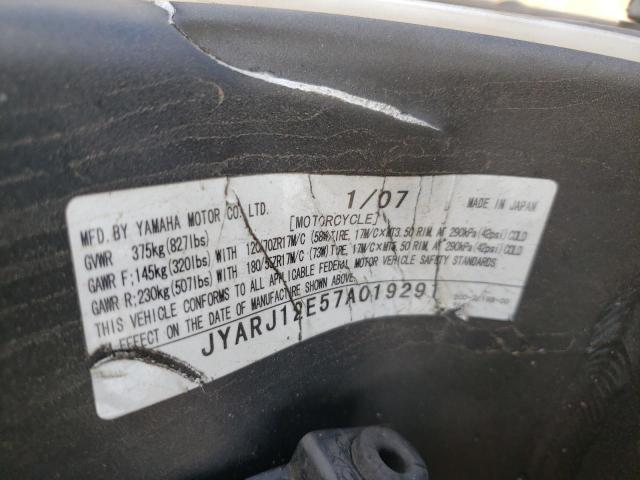 MFD. BY YAMAHA MOTOR CO. LTD. 1/07 MADE IN JAPAN
GVWR 375kg(827lbs) [MOTORCYCLE]
GAWR F; 145kg(320lbs) WITH 120/70ZR17M/C (58W)TIRE, 17M/C×MT3.50 RIM, AT 290kPa(42psi)COLD
GAWR R; 230kg(507lbs) WITH 180/55ZR17M/C (73W)TIRE, 17M/C×MT5.50 RIM, AT 290kPa(42psi)COLD
THIS VEHICLE CONFORMS TO ALL APPLICABLE FEDERAL MOTOR VEHICLE SAFETY STANDARDS
IN EFFECT ON THE DATE OF MANUFACTURE SHOWN ABOVE.
JYARJ12E57A01929